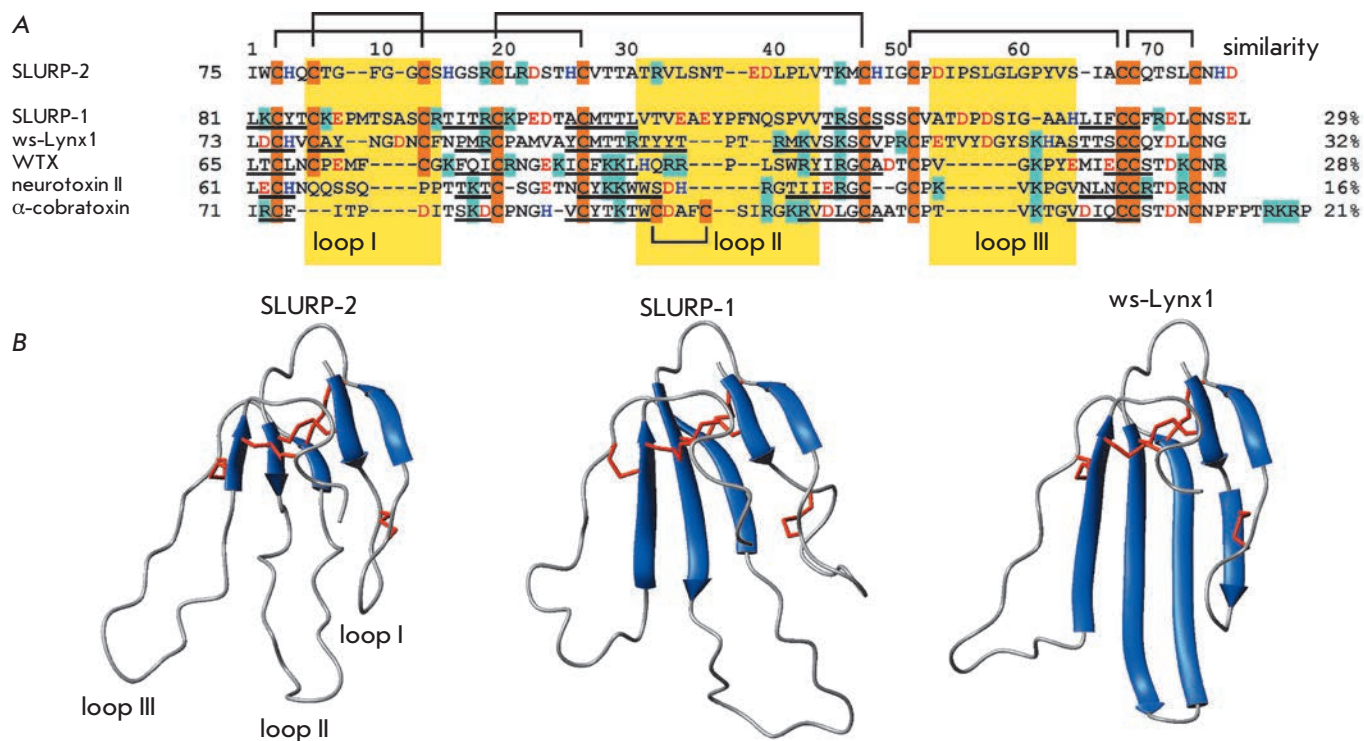 A
1 10 20 30 40 50 60 70 similarity
SLURP-2 75 IWCHQCTG--FG-GCSHGSRCLRDSTHCVTTATRVLSNT--EDLPLVTKMCHIGCPDIPSLGLGPYVS-IACCQTSLCNHD
SLURP-1 81 LKCYTCKEPMTSASCRTITRCKPEDTACMTTLVTVEAEYPFNQSPVVTRSCSSSCVATDPDSIG-AAHLIFCCFRDLCNSEL 29%
ws-Lynx1 73 LDCHVCAY---NGDNCFNPMRCPAMVAYCMTTRTYYT---PT--RMKVSKSCVPRCFETVYDGYSKHASTTSCCQYDLCNG 32%
WTX 65 LTCLNCPEMF----CGKFQICRNGEKICFKKLHQRR---P-LSWRYIRGCADTCPV------GKPYEMIECCSTDKCNR 28%
neurotoxin II 61 LECHNQQSSQ----PPTTKTC-SGETNCYKKWWSDH-----RGTIIERGC-GCPK------VKPGVNLNCCRTDRCNN 16%
α-cobratoxin 71 IRCF---ITP---DITSKDCPNGH-VCYTKTWCDAFC--SIRGKRVDLGCAATCPT------VKTGVDIQCCSTDNCNPFPTRKRP 21%
loop I loop II loop III
B
SLURP-2 SLURP-1 ws-Lynx1
loop I
loop III
loop II